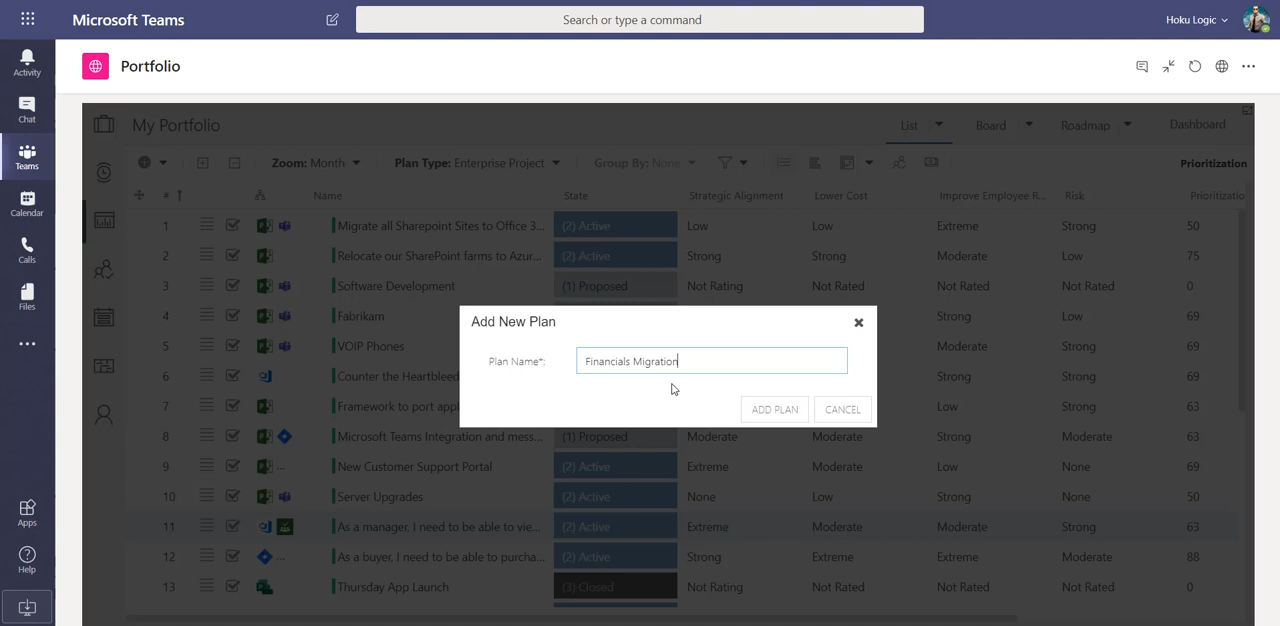 Microsoft Teams
Search or type a command
Hoku Logic
Activity
Chat
Teams
Calendar
Calls
Files
Apps
Help
Portfolio
My Portfolio
List
Board
Roadmap
Dashboard
Zoom: Month
Plan Type: Enterprise Project
Group By: None
Prioritization
# Name State Strategic Alignment Lower Cost Improve Employee R... Risk Prioritizatio
1 Migrate all Sharepoint Sites to Office 3... (2) Active Low Low Extreme Strong 50
2 Relocate our SharePoint farms to Azur... (2) Active Strong Strong Moderate Low 75
3 Software Development (1) Proposed Not Rating Not Rated Not Rated Not Rated 0
4 Fabrikam Strong Low 69
5 VOIP Phones Moderate Strong 69
6 Counter the Heartbleed Strong Strong 69
7 Framework to port appl Low Strong 63
8 Microsoft Teams Integration and mess... (1) Proposed Moderate Moderate Strong Moderate 63
9 New Customer Support Portal (2) Active Extreme Moderate Low None 69
10 Server Upgrades (2) Active None Low Strong None 50
11 As a manager, I need to be able to vie... (2) Active Extreme Moderate Moderate Strong 63
12 As a buyer, I need to be able to purcha... (2) Active Strong Extreme Extreme Moderate 88
13 Thursday App Launch (3) Closed Not Rating Not Rated Not Rated Not Rated 0
Add New Plan
Plan Name*:
Financials Migration
ADD PLAN
CANCEL